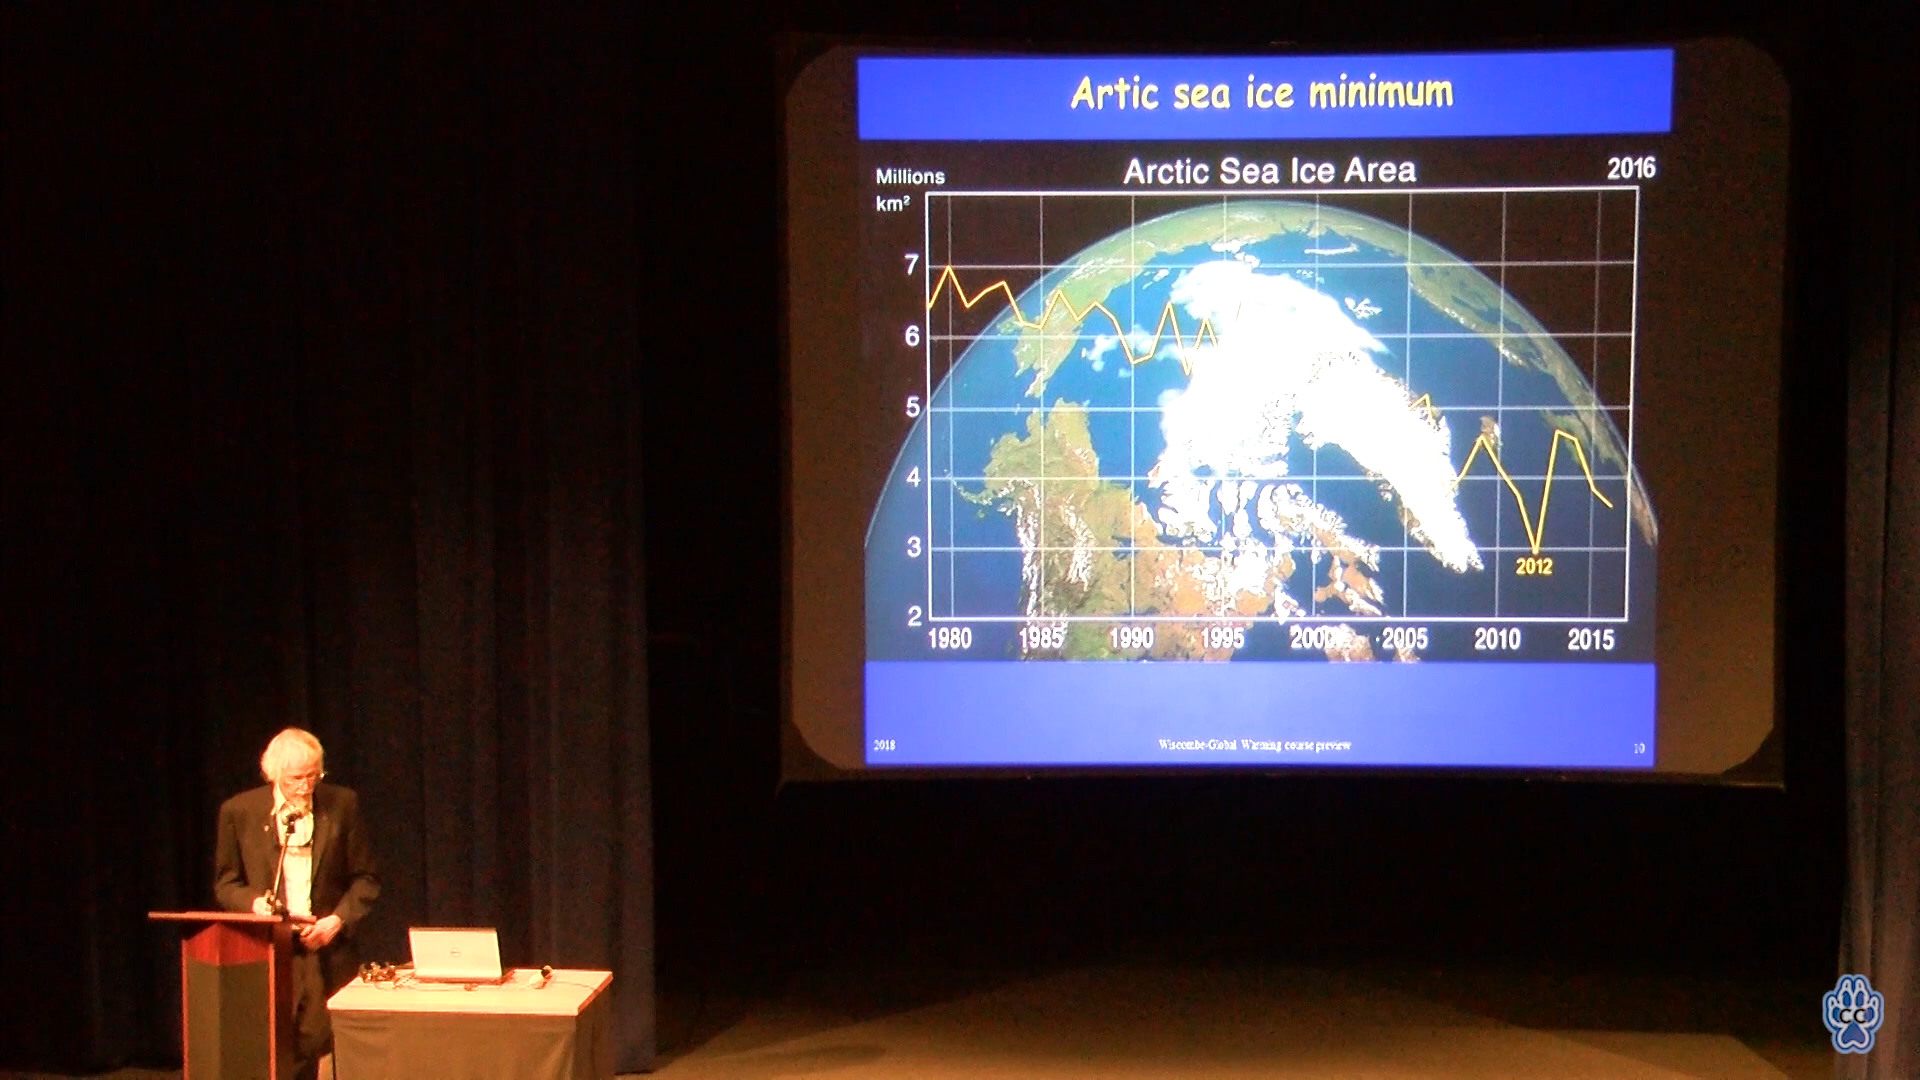 Artic sea ice minimum
Arctic Sea Ice Area
2016
Millions
km²
7
6
5
4
3
2
2012
1980 1985 1990 1995 2000 2005 2010 2015
2018 Wiscombe-Global Warming course preview 10
CC